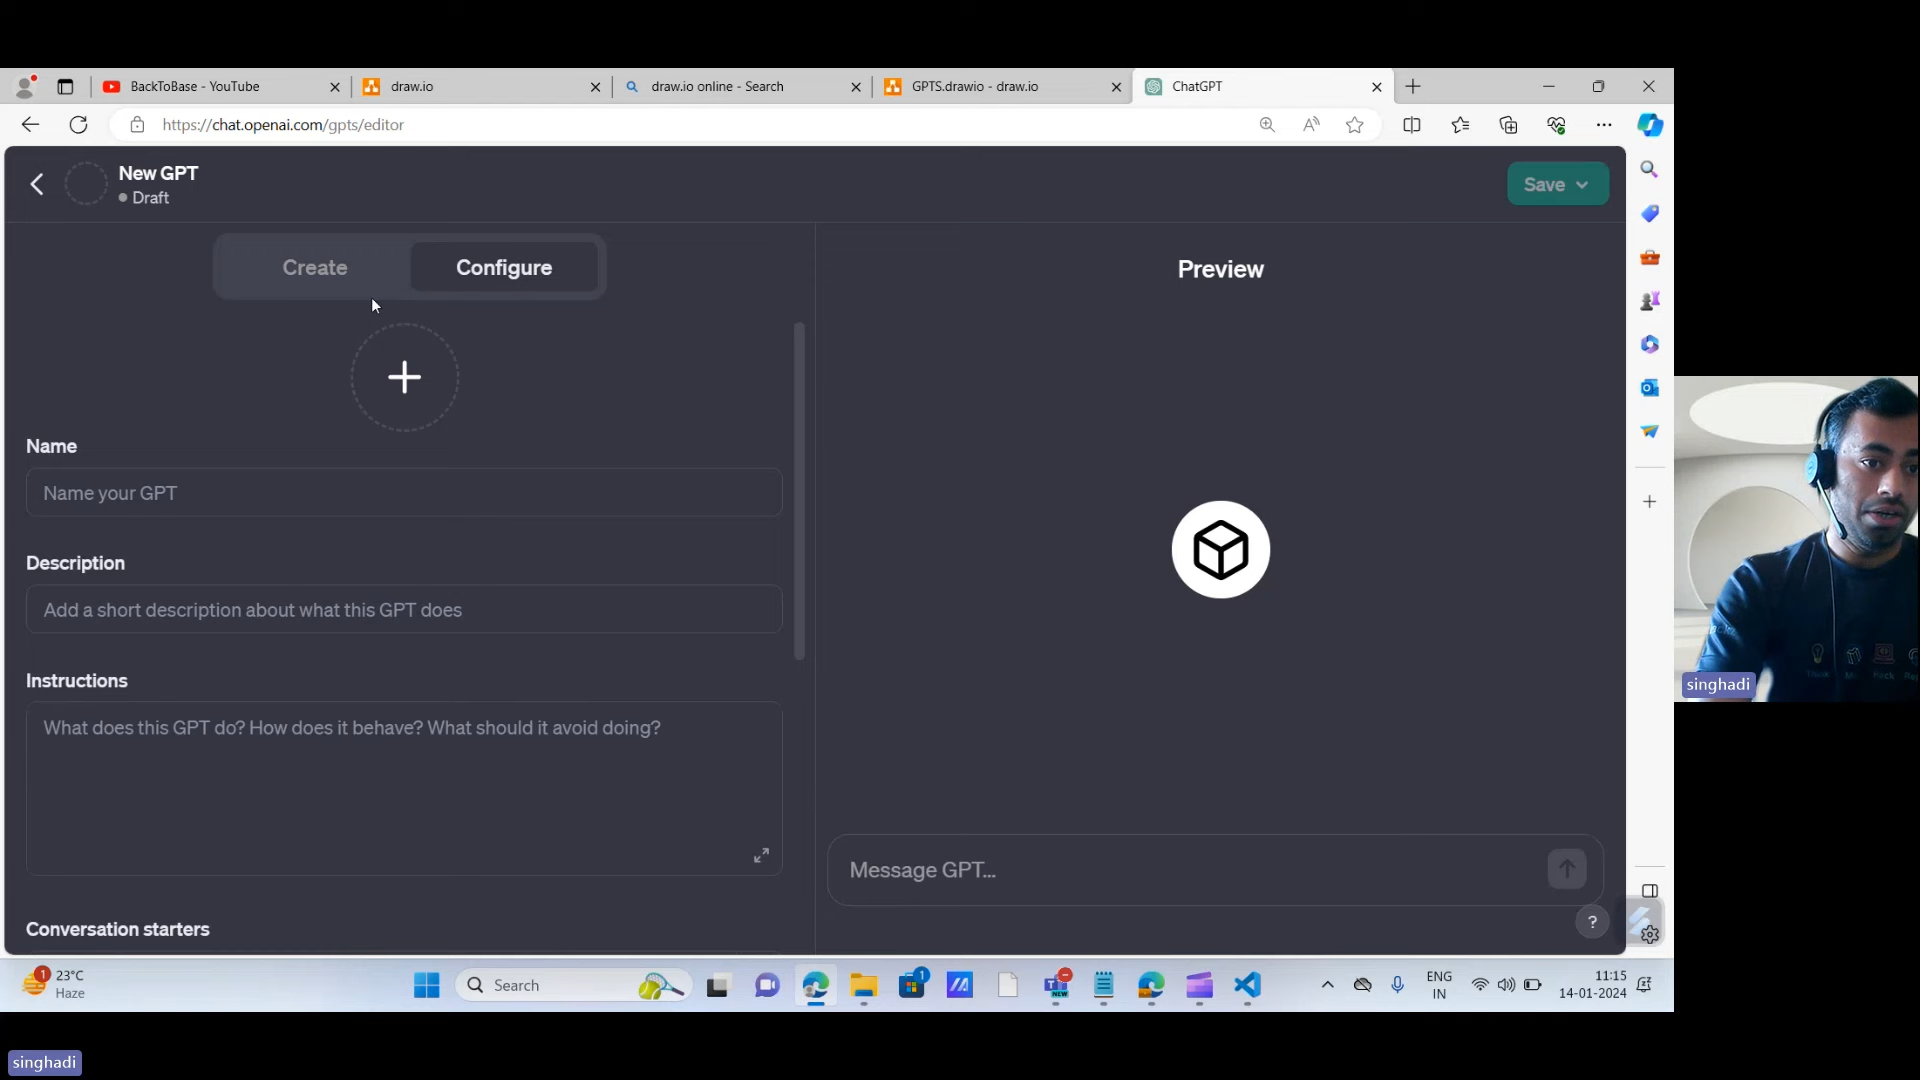 BackToBase - YouTube
draw.io
draw.io online - Search
GPTS.drawio - draw.io
ChatGPT
https://chat.openai.com/gpts/editor
New GPT
Draft
Save
Create
Configure
Preview
Name
Name your GPT
Description
Add a short description about what this GPT does
Instructions
What does this GPT do? How does it behave? What should it avoid doing?
Message GPT...
?
Conversation starters
singhadi
1
23°C
Haze
Search
1
NEW
ENG
IN
11:15
14-01-2024
singhadi